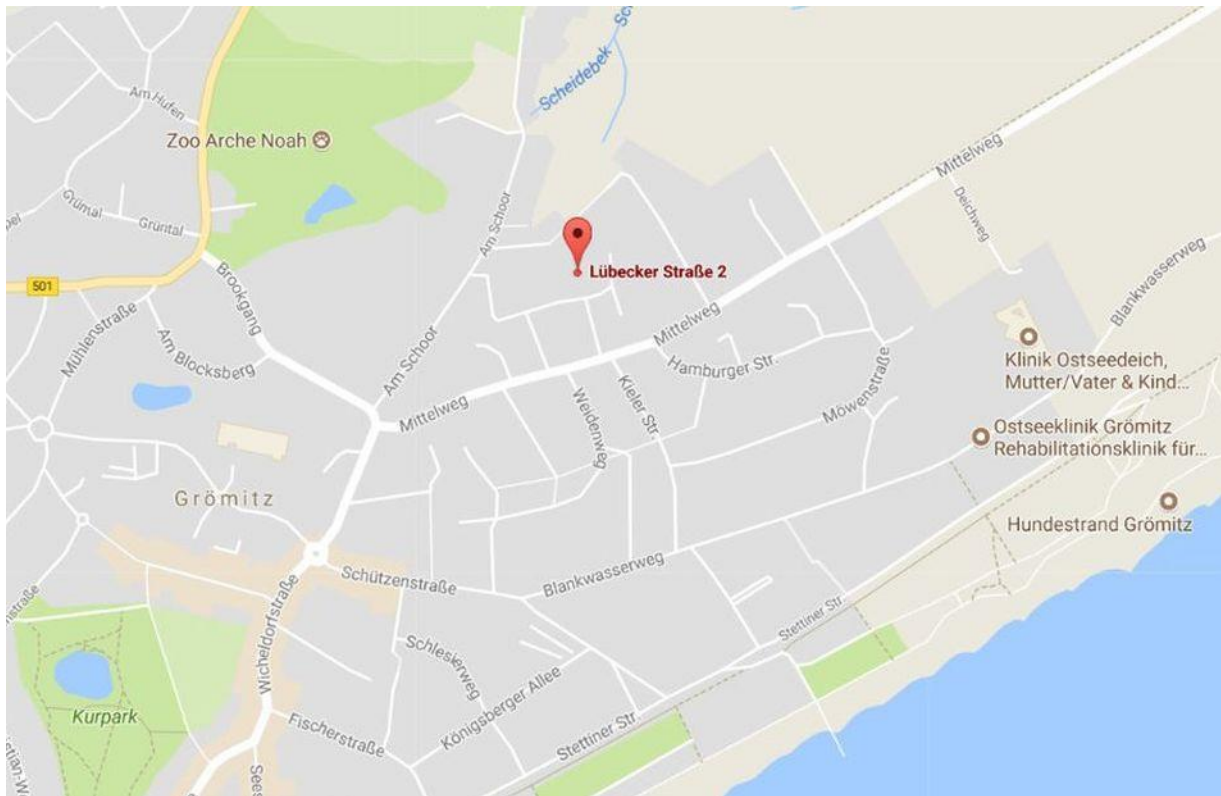 Scheidebek
Am Hufen
Zoo Arche Noah
Mittelweg
Grüntal
Grüntal
Am Schoor
Deichweg
Lübecker Straße 2
501
Brookgang
Blankwasserweg
Mühlenstraße
Am Blocksberg
Mittelweg
Hamburger Str.
Klinik Ostseedeich,
Mutter/Vater & Kind...
Am Schoor
Möwenstraße
Mittelweg
Weidenweg
Kieler Str.
Ostseeklinik Grömitz
Rehabilitationsklinik für...
Grömitz
Hundestrand Grömitz
Schützenstraße
Blankwasserweg
Wicheldorfstraße
Stettiner Str.
Schlesierweg
Königsberger Allee
Kurpark
Fischerstraße
Stettiner Str.